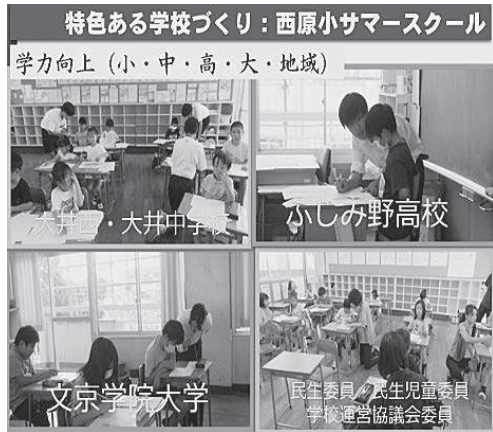 特色ある学校づくり：西原小サマースクール
学力向上（小・中・高・大・地域）
大井西・大井中学校
ふじみ野高校
文京学院大学
民生委員・民生児童委員
学校運営協議会委員